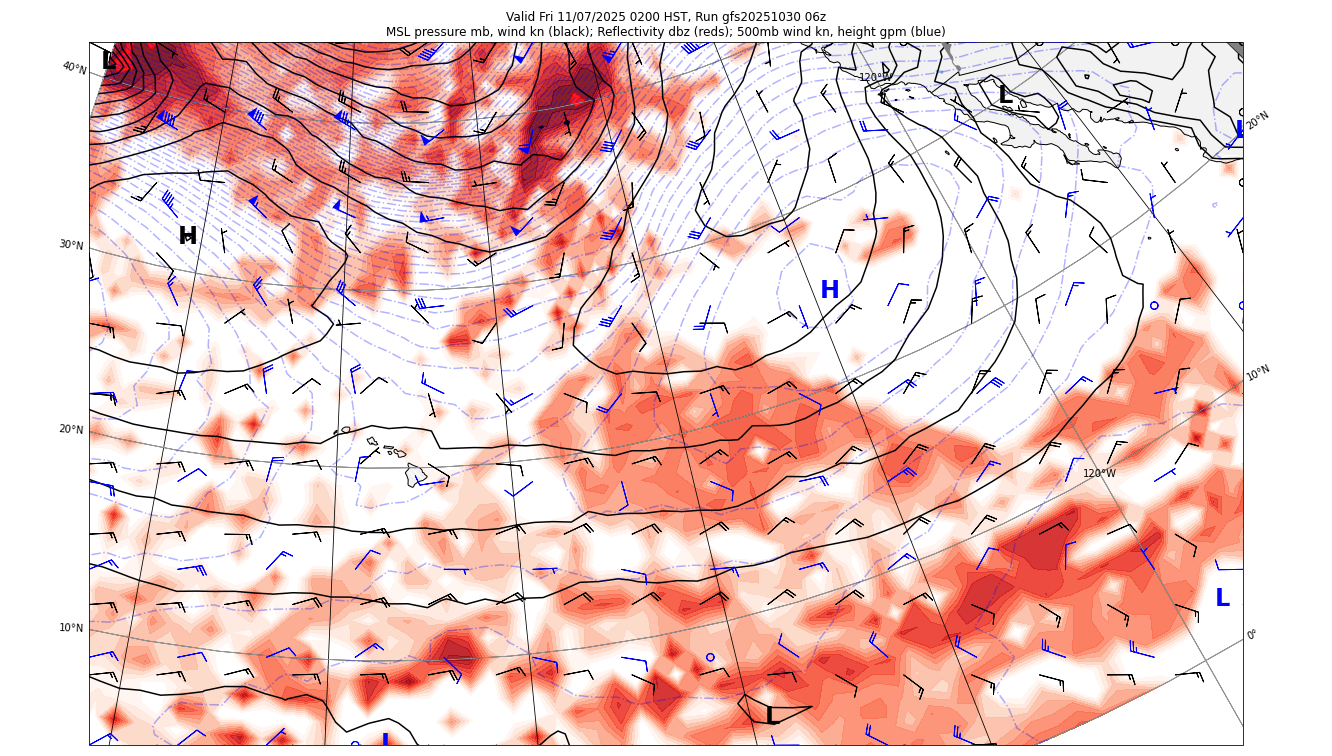 Valid Fri 11/07/2025 0200 HST, Run gfs20251030 06z
MSL pressure mb, wind kn (black); Reflectivity dbz (reds); 500mb wind kn, height gpm (blue)
L
40°N
120°W
L
20°N
L
H
30°N
H
10°N
20°N
120°W
L
10°N
0°
L
L